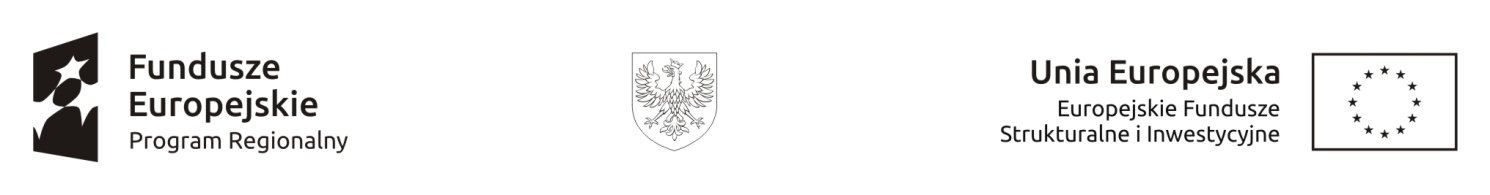 Fundusze
Europejskie
Program Regionalny
Unia Europejska
Europejskie Fundusze
Strukturalne i Inwestycyjne